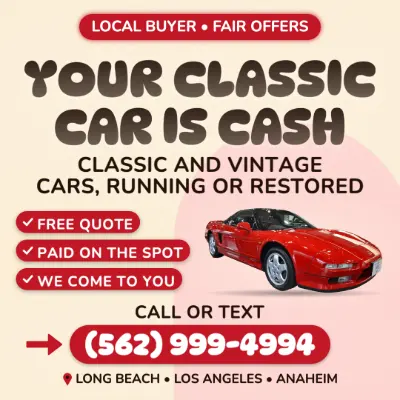 LOCAL BUYER • FAIR OFFERS
YOUR CLASSIC
CAR IS CASH
CLASSIC AND VINTAGE
CARS, RUNNING OR RESTORED
FREE QUOTE
PAID ON THE SPOT
WE COME TO YOU
CALL OR TEXT
(562) 999-4994
LONG BEACH • LOS ANGELES • ANAHEIM